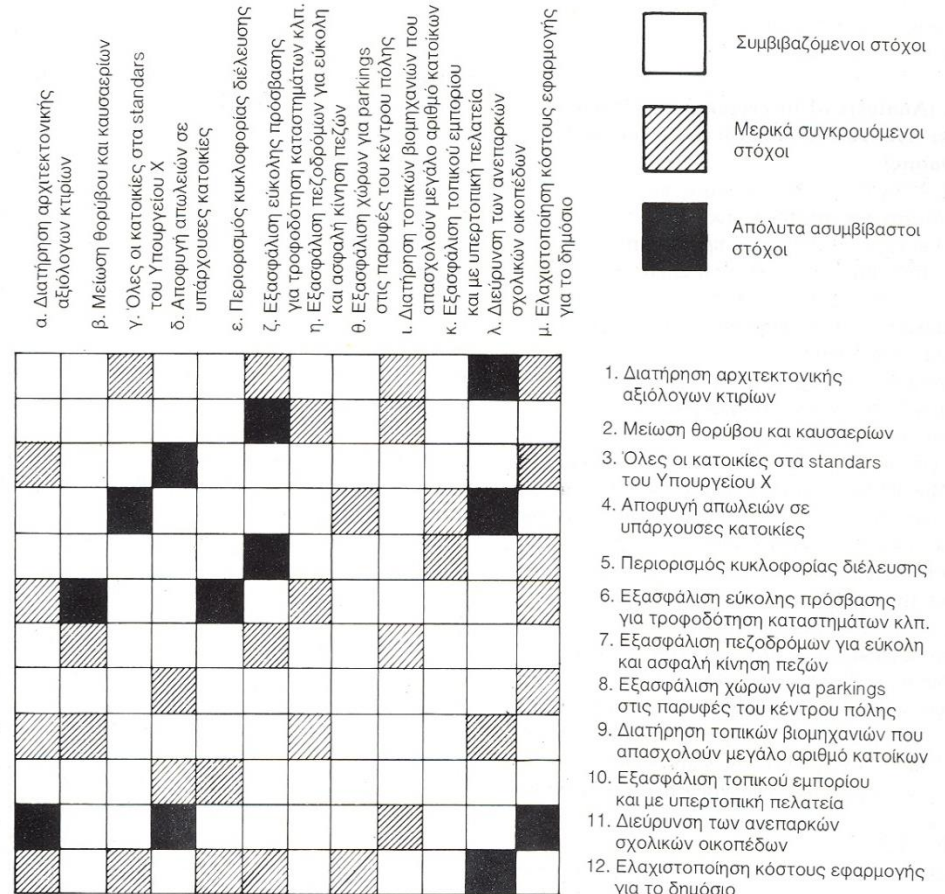 α. Διατήρηση αρχιτεκτονικής
αξιόλογων κτιρίων
β. Μείωση θορύβου και καυσαερίων
γ. Όλες οι κατοικίες στα standars
του Υπουργείου Χ
δ. Αποφυγή απωλειών σε
υπάρχουσες κατοικίες
ε. Περιορισμός κυκλοφορίας διέλευσης
ζ. Εξασφάλιση εύκολης πρόσβασης
για τροφοδότηση καταστημάτων κλπ.
η. Εξασφάλιση πεζοδρόμων για εύκολη
και ασφαλή κίνηση πεζών
θ. Εξασφάλιση χώρων για parkings
στις παρυφές του κέντρου πόλης
ι. Διατήρηση τοπικών βιομηχανιών που
απασχολούν μεγάλο αριθμό κατοίκων
κ. Εξασφάλιση τοπικού εμπορίου
και με υπερτοπική πελατεία
λ. Διεύρυνση των ανεπαρκών
σχολικών οικοπέδων
μ. Ελαχιστοποίηση κόστους εφαρμογής
για το δημόσιο
Συμβιβαζόμενοι στόχοι
Μερικά συγκρουόμενοι
στόχοι
Απόλυτα ασυμβίβαστοι
στόχοι
1. Διατήρηση αρχιτεκτονικής
αξιόλογων κτιρίων
2. Μείωση θορύβου και καυσαερίων
3. Όλες οι κατοικίες στα standars
του Υπουργείου Χ
4. Αποφυγή απωλειών σε
υπάρχουσες κατοικίες
5. Περιορισμός κυκλοφορίας διέλευσης
6. Εξασφάλιση εύκολης πρόσβασης
για τροφοδότηση καταστημάτων κλπ.
7. Εξασφάλιση πεζοδρόμων για εύκολη
και ασφαλή κίνηση πεζών
8. Εξασφάλιση χώρων για parkings
στις παρυφές του κέντρου πόλης
9. Διατήρηση τοπικών βιομηχανιών που
απασχολούν μεγάλο αριθμό κατοίκων
10. Εξασφάλιση τοπικού εμπορίου
και με υπερτοπική πελατεία
11. Διεύρυνση των ανεπαρκών
σχολικών οικοπέδων
12. Ελαχιστοποίηση κόστους εφαρμογής
για το δημόσιο